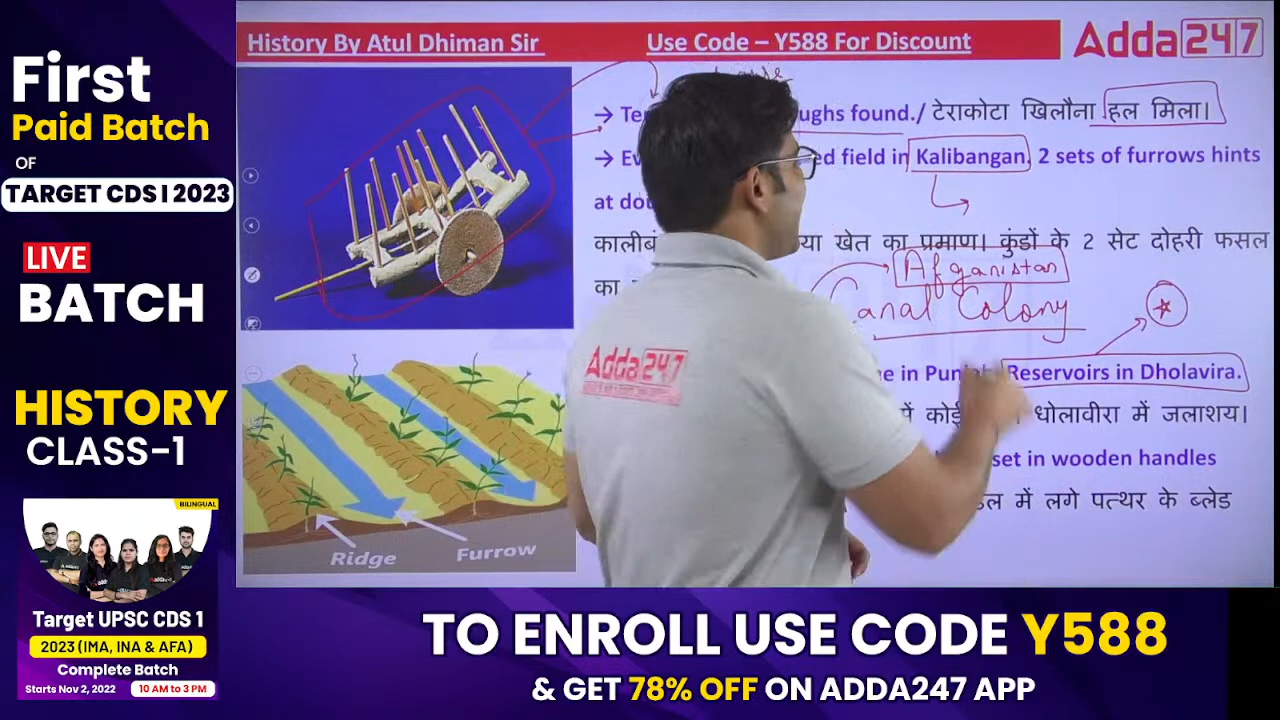 First
Paid Batch
OF
TARGET CDS I 2023
LIVE
BATCH
HISTORY
CLASS-1
BILINGUAL
Target UPSC CDS 1
2023 (IMA, INA & AFA)
Complete Batch
Starts Nov 2, 2022 10 AM to 3 PM
History By Atul Dhiman Sir Use Code – Y588 For Discount
Adda247
→ ughs found./ टेराकोटा खिलौना हल मिला।
→ field in Kalibangan. 2 sets of furrows hints
at
खेत का प्रमाण। कुंडों के 2 सेट दोहरी फसल
का
Afganistan
Canal Colony
in Reservoirs in Dholavira.
में धोलावीरा में जलाशय।
set in wooden handles
में लगे पत्थर के ब्लेड
Ridge
Furrow
Adda247
TO ENROLL USE CODE Y588
& GET 78% OFF ON ADDA247 APP